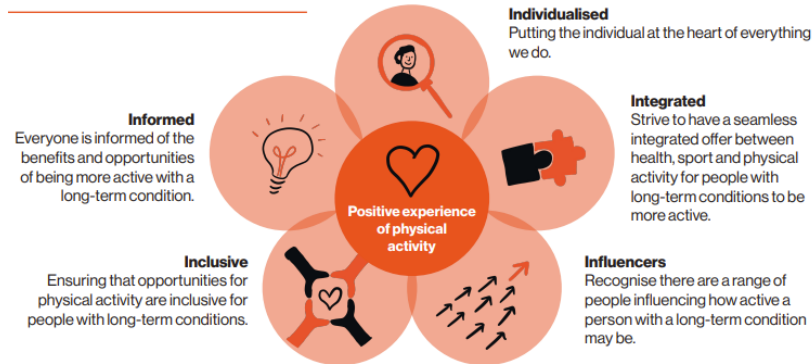 Individualised
Putting the individual at the heart of everything
we do.
Informed
Everyone is informed of the
benefits and opportunities
of being more active with a
long-term condition.
Integrated
Strive to have a seamless
integrated offer between
health, sport and physical
activity for people with
long-term conditions to be
more active.
Positive experience
of physical
activity
Inclusive
Ensuring that opportunities for
physical activity are inclusive for
people with long-term conditions.
Influencers
Recognise there are a range of
people influencing how active a
person with a long-term condition
may be.